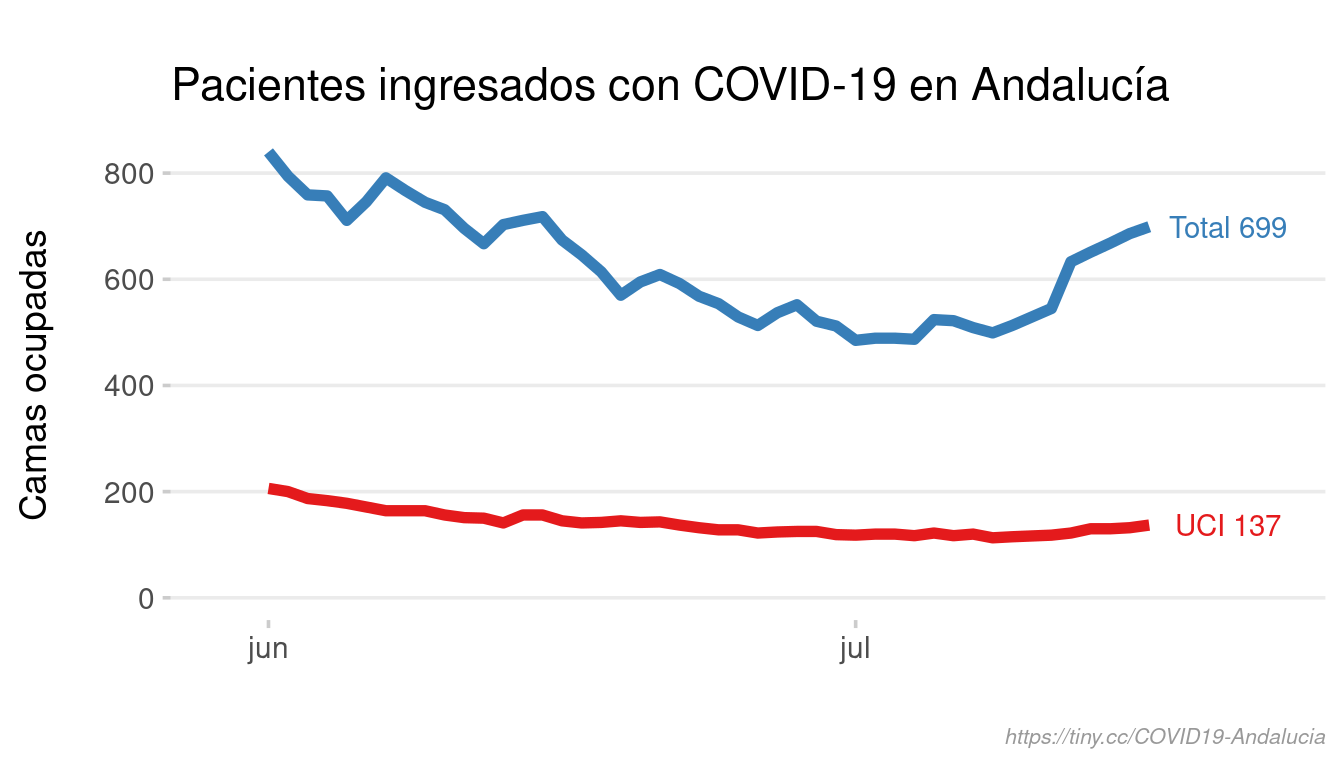 Pacientes ingresados con COVID-19 en Andalucía
Camas ocupadas
800
600
400
200
0
Total 699
UCI 137
jun
jul
https://tiny.cc/COVID19-Andalucia